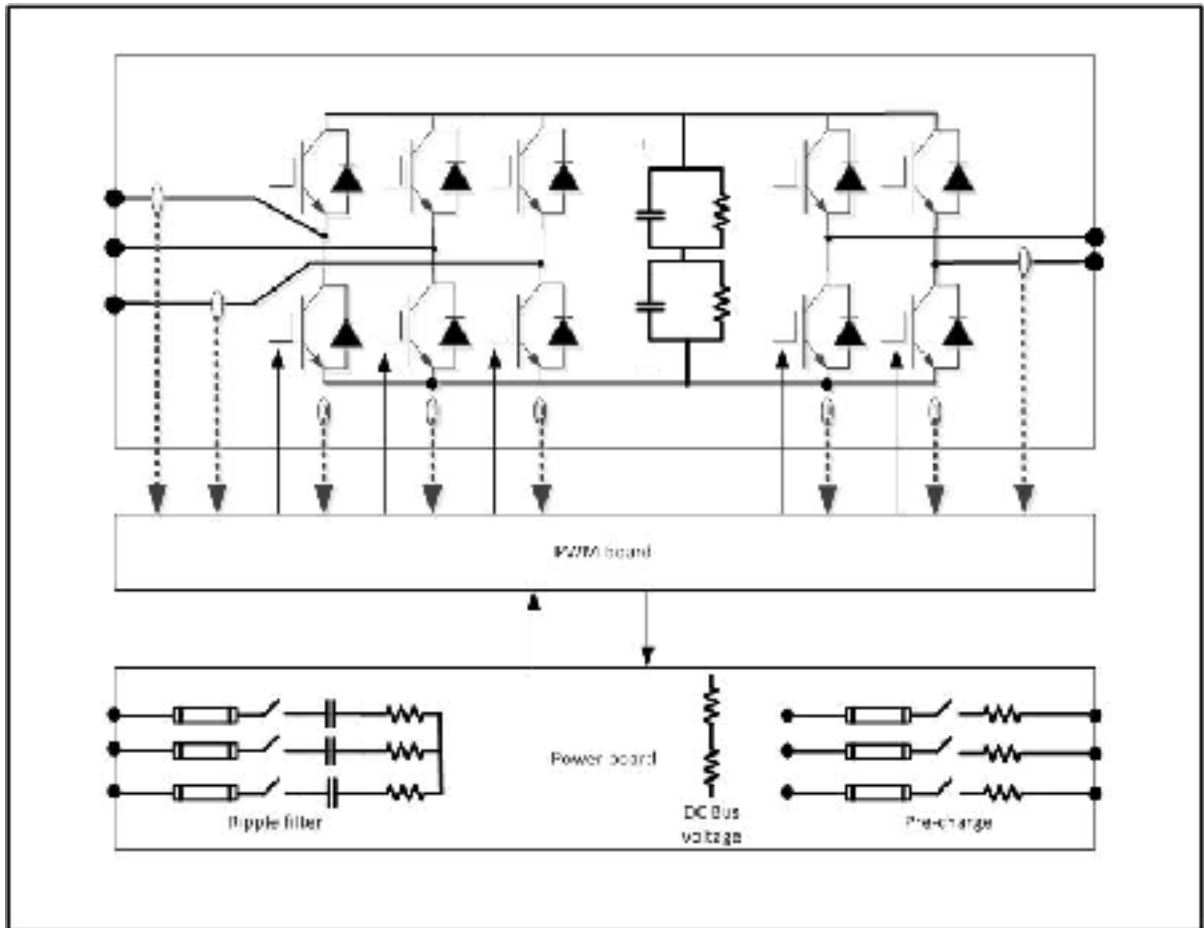 PWM board
Power board
Ripple filter
DC Bus
voltage
Pre-charge